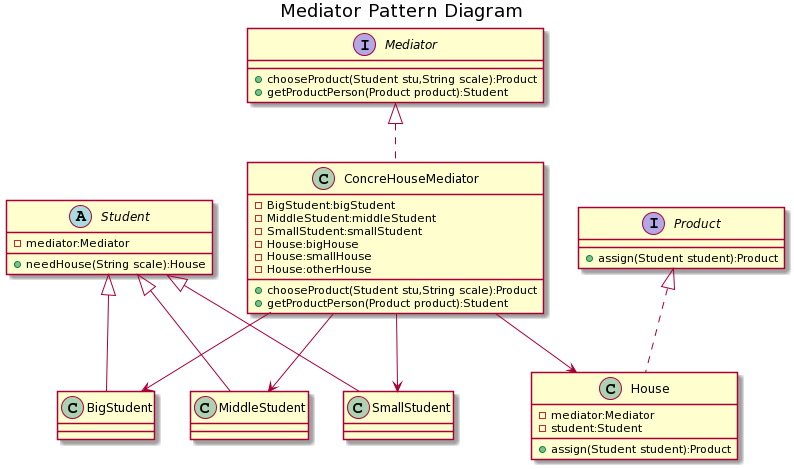 Mediator Pattern Diagram
I Mediator
chooseProduct(Student stu,String scale):Product
getProductPerson(Product product):Student
C ConcreHouseMediator
BigStudent:bigStudent
MiddleStudent:middleStudent
SmallStudent:smallStudent
House:bigHouse
House:smallHouse
House:otherHouse
chooseProduct(Student stu,String scale):Product
getProductPerson(Product product):Student
A Student
mediator:Mediator
needHouse(String scale):House
I Product
assign(Student student):Product
C BigStudent
C MiddleStudent
C SmallStudent
C House
mediator:Mediator
student:Student
assign(Student student):Product